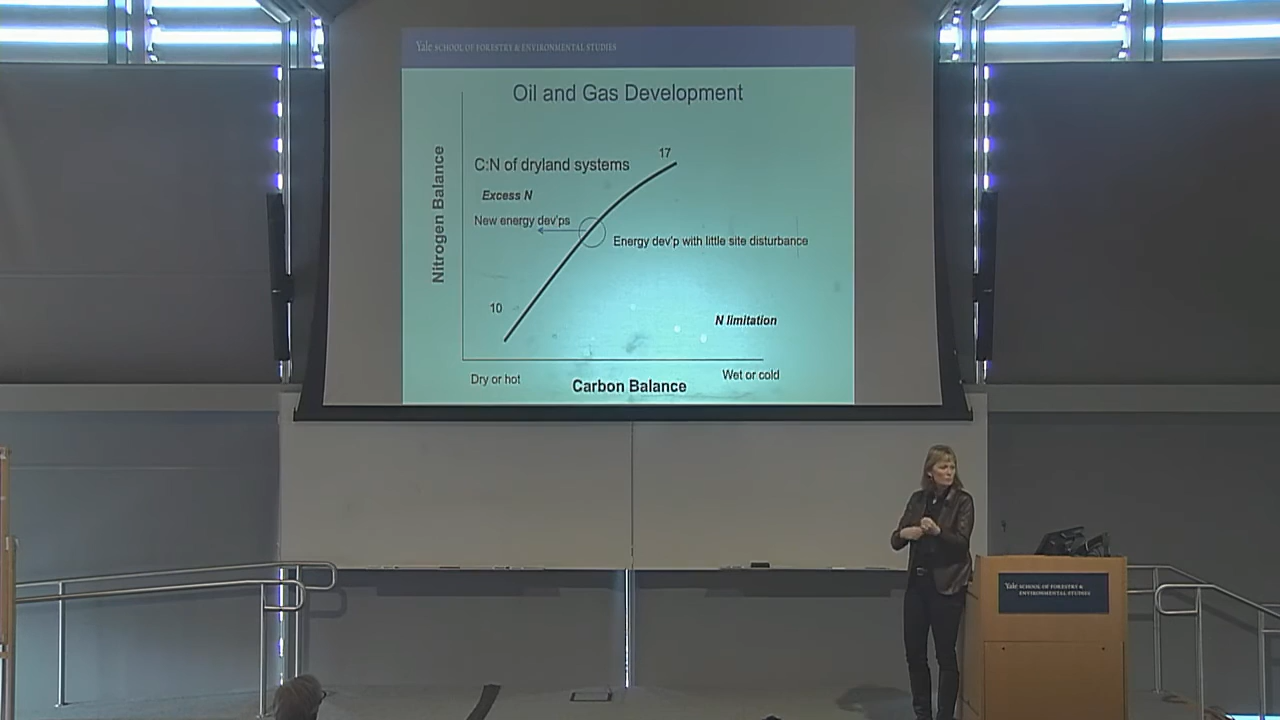 Yale SCHOOL OF FORESTRY & ENVIRONMENTAL STUDIES
Oil and Gas Development
17
C:N of dryland systems
Excess N
New energy dev'ps
Energy dev'p with little site disturbance
Nitrogen Balance
10
N limitation
Dry or hot
Carbon Balance
Wet or cold
Yale SCHOOL OF FORESTRY &
ENVIRONMENTAL STUDIES